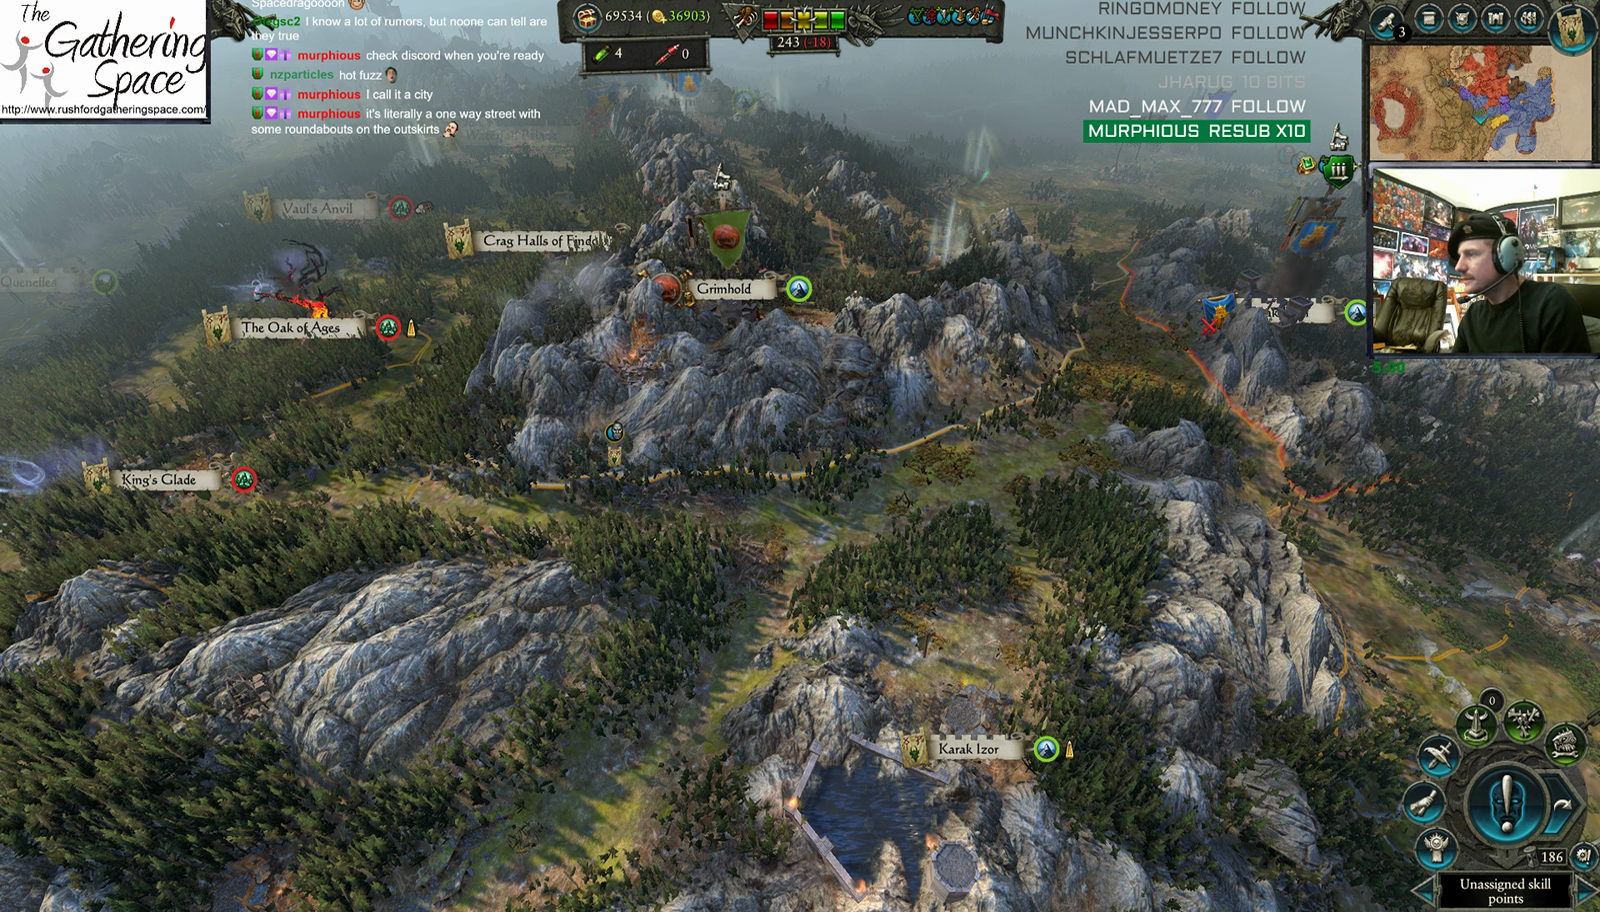 The
Gathering
Space
http://www.rushfordgatheringspace.com/
Spacedragoooon
I know a lot of rumors, but noone can tell are
they true
murphious check discord when you're ready
nzparticles hot fuzz
murphious I call it a city
murphious it's literally a one way street with
some roundabouts on the outskirts
69534 (36903)
4
0
243 (-18)
RINGOMONEY FOLLOW
MUNCHKINJESSERPO FOLLOW
SCHLAFMUETZE7 FOLLOW
JHARUG 10 BITS
MAD_MAX_777 FOLLOW
MURPHIOUS RESUB X10
3
III
Vaul's Anvil
Crag Halls of Findol
Quenelles
Grimhold
The Oak of Ages
King's Glade
Karak Izor
0
186
Unassigned skill
points